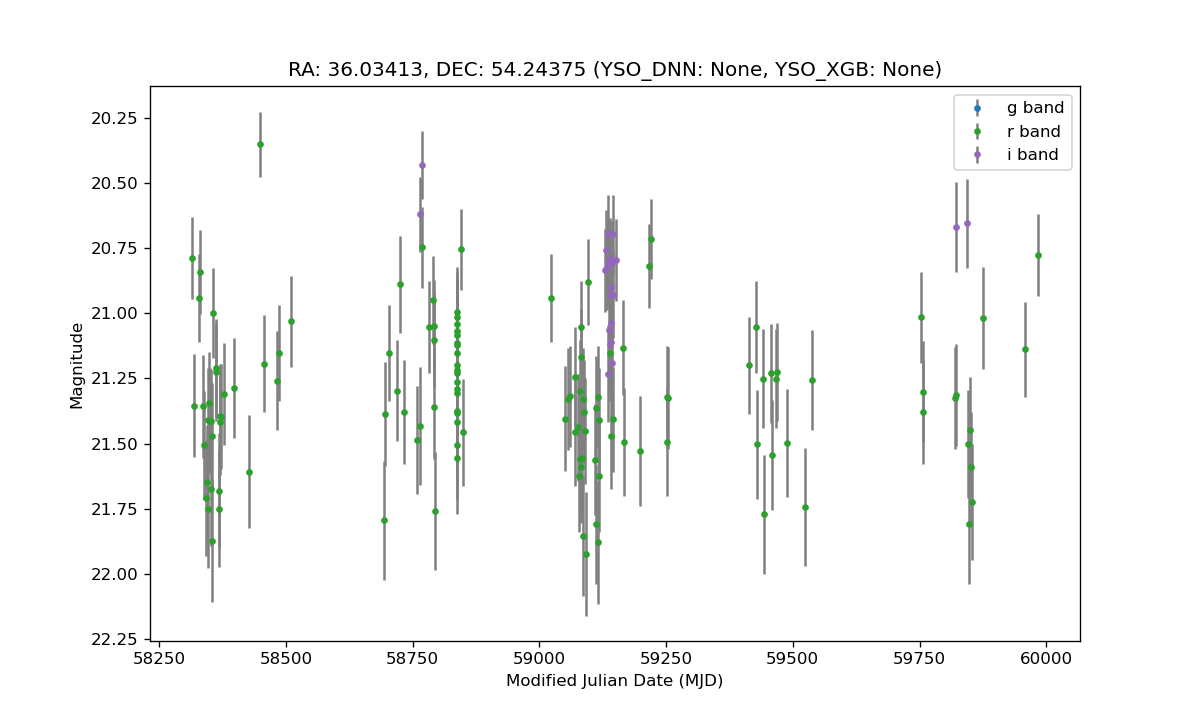 RA: 36.03413, DEC: 54.24375 (YSO_DNN: None, YSO_XGB: None)
g band
r band
i band
20.25
20.50
20.75
21.00
21.25
21.50
21.75
22.00
22.25
Magnitude
58250 58500 58750 59000 59250 59500 59750 60000
Modified Julian Date (MJD)